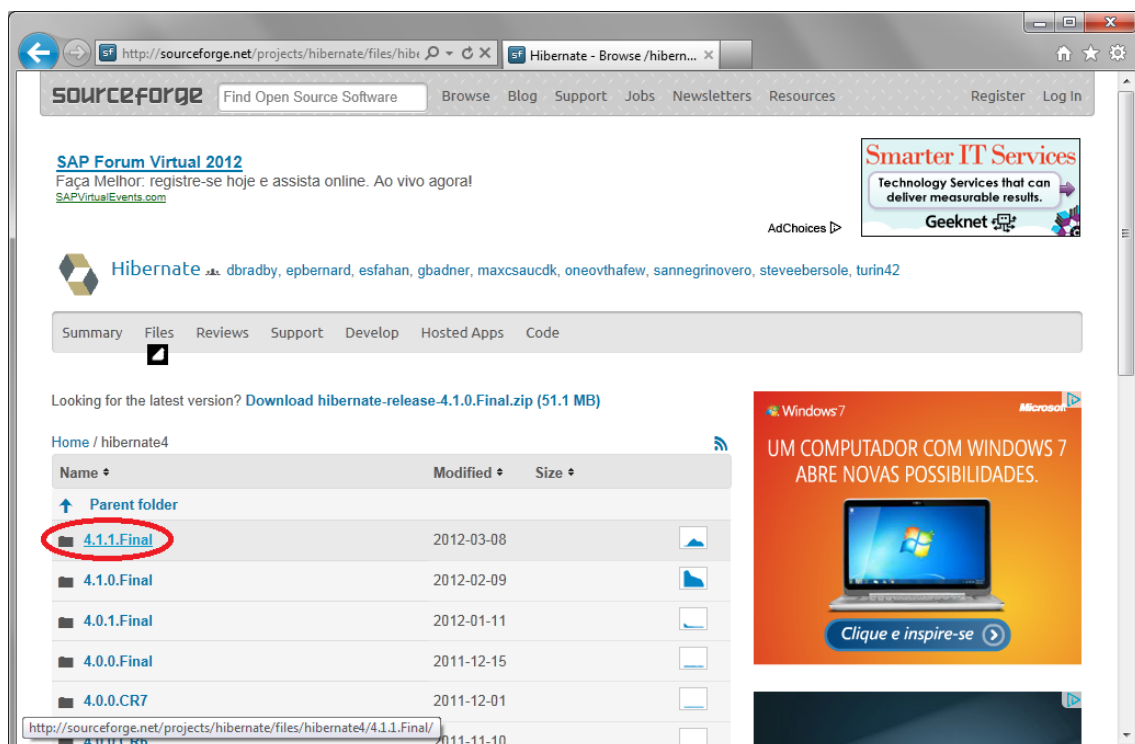 http://sourceforge.net/projects/hibernate/files/hibe
Hibernate - Browse /hibern...
sourceforge Find Open Source Software Browse Blog Support Jobs Newsletters Resources Register Log In
SAP Forum Virtual 2012
Faça Melhor: registre-se hoje e assista online. Ao vivo agora!
SAPVirtualEvents.com
AdChoices
Smarter IT Services
Technology Services that can
deliver measurable results.
Geeknet
Hibernate dbradby, epbernard, esfahan, gbadner, maxcsaucdk, oneovthafew, sannegrinovero, steveebersole, turin42
Summary Files Reviews Support Develop Hosted Apps Code
Looking for the latest version? Download hibernate-release-4.1.0.Final.zip (51.1 MB)
Home / hibernate4
Name Modified Size
Parent folder
4.1.1.Final 2012-03-08
4.1.0.Final 2012-02-09
4.0.1.Final 2012-01-11
4.0.0.Final 2011-12-15
4.0.0.CR7 2011-12-01
4.0.0.CR6 2011-11-10
http://sourceforge.net/projects/hibernate/files/hibernate4/4.1.1.Final/
Windows 7
Microsoft
UM COMPUTADOR COM WINDOWS 7
ABRE NOVAS POSSIBILIDADES.
Clique e inspire-se